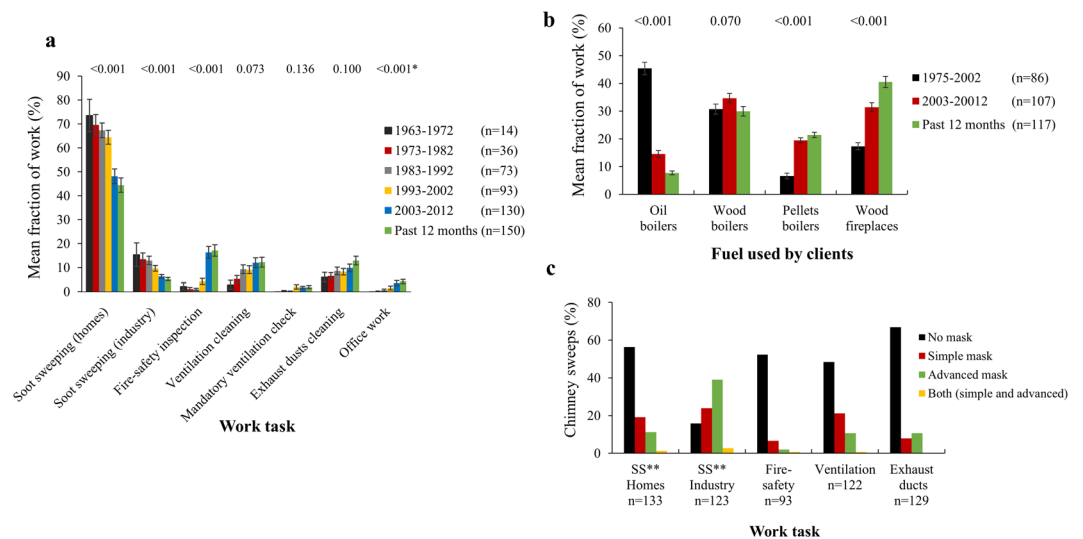 a
<0.001 <0.001 <0.001 0.073 0.136 0.100 <0.001*
Mean fraction of work (%)
90
80
70
60
50
40
30
20
10
0
1963-1972 (n=14)
1973-1982 (n=36)
1983-1992 (n=73)
1993-2002 (n=93)
2003-2012 (n=130)
Past 12 months (n=150)
Soot sweeping (homes)
Soot sweeping (industry)
Fire-safety inspection
Ventilation cleaning
Mandatory ventilation check
Exhaust dusts cleaning
Office work
Work task
b
<0.001 0.070 <0.001 <0.001
Mean fraction of work (%)
60
50
40
30
20
10
0
1975-2002 (n=86)
2003-20012 (n=107)
Past 12 months (n=117)
Oil
boilers
Wood
boilers
Pellets
boilers
Wood
fireplaces
Fuel used by clients
c
Chimney sweeps (%)
80
60
40
20
0
No mask
Simple mask
Advanced mask
Both (simple and advanced)
SS**
Homes
n=133
SS**
Industry
n=123
Fire-
safety
n=93
Ventilation
n=122
Exhaust
ducts
n=129
Work task